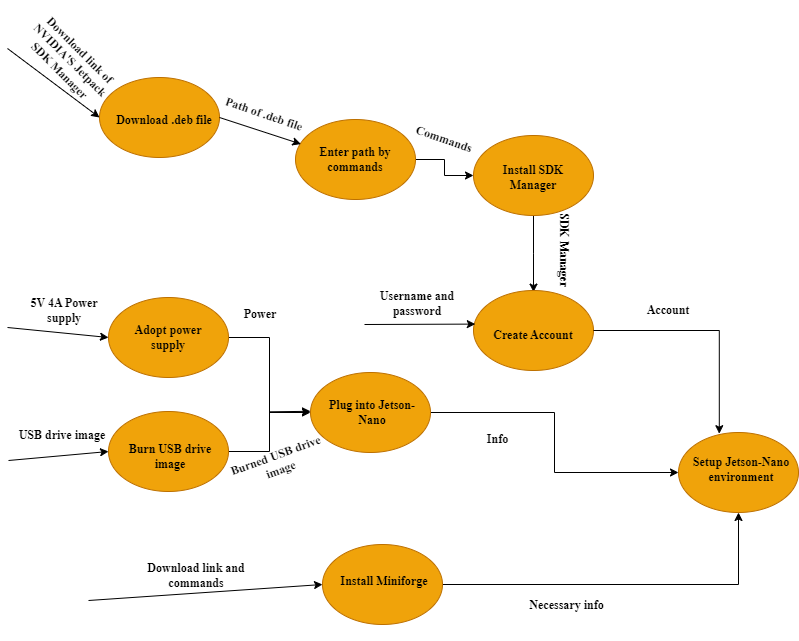 Download link of
NVIDIA'S Jetpack
SDK Manager
Download .deb file
Path of .deb file
Enter path by
commands
Commands
Install SDK
Manager
SDK Manager
Username and
password
Create Account
Account
5V 4A Power
supply
Adopt power
supply
Power
USB drive image
Burn USB drive
image
Burned USB drive
image
Plug into Jetson-
Nano
Info
Setup Jetson-Nano
environment
Download link and
commands
Install Miniforge
Necessary info